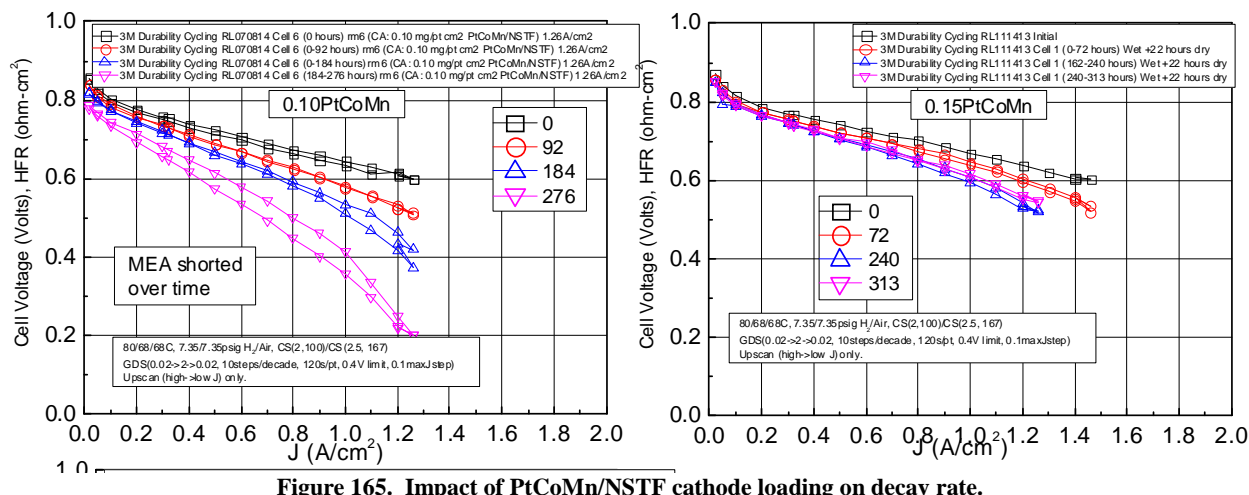 1.0
0.8
0.6
0.4
0.2
0.0
Cell Voltage (Volts), HFR (ohm-cm²)
3M Durability Cycling RL070814 Cell 6 (0 hours) rm6 (CA: 0.10 mg/pt cm2 PtCoMn/NSTF) 1.26A/cm2
3M Durability Cycling RL070814 Cell 6 (0-92 hours) rm6 (CA: 0.10 mg/pt cm2 PtCoMn/NSTF) 1.26A/cm2
3M Durability Cycling RL070814 Cell 6 (0-184 hours) rm6 (CA: 0.10 mg/pt cm2 PtCoMn/NSTF) 1.26A/cm2
3M Durability Cycling RL070814 Cell 6 (184-276 hours) rm6 (CA: 0.10 mg/pt cm2 PtCoMn/NSTF) 1.26A/cm2
0.10PtCoMn
0
92
184
276
MEA shorted
over time
80/68/68C, 7.35/7.35psig H₂/Air, CS(2,100)/CS(2.5, 167)
GDS(0.02->2->0.02, 10steps/decade, 120s/pt, 0.4V limit, 0.1maxJstep)
Upscan (high->low J) only.
0.0 0.2 0.4 0.6 0.8 1.0 1.2 1.4 1.6 1.8 2.0
J (A/cm²)
1.0
1.0
0.8
0.6
0.4
0.2
0.0
Cell Voltage (Volts), HFR (ohm-cm²)
3M Durability Cycling RL111413 Initial
3M Durability Cycling RL111413 Cell 1 (0-72 hours) Wet +22 hours dry
3M Durability Cycling RL111413 Cell 1 (162-240 hours) Wet+22 hours dry
3M Durability Cycling RL111413 Cell 1 (240-313 hours) Wet+22 hours dry
0.15PtCoMn
0
72
240
313
80/68/68C, 7.35/7.35psig H₂/Air, CS(2,100)/CS(2.5, 167)
GDS(0.02->2->0.02, 10steps/decade, 120s/pt, 0.4V limit, 0.1maxJstep)
Upscan (high->low J) only.
0.0 0.2 0.4 0.6 0.8 1.0 1.2 1.4 1.6 1.8 2.0
J (A/cm²)
Figure 165. Impact of PtCoMn/NSTF cathode loading on decay rate.